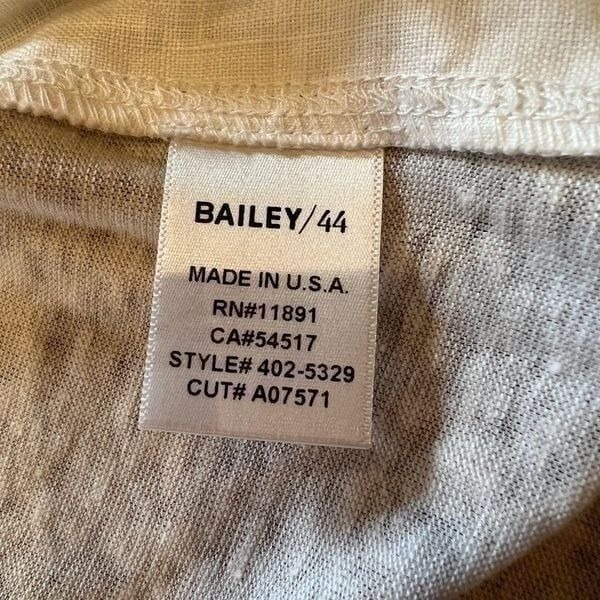 BAILEY/44
MADE IN U.S.A.
RN#11891
CA#54517
STYLE# 402-5329
CUT# A07571